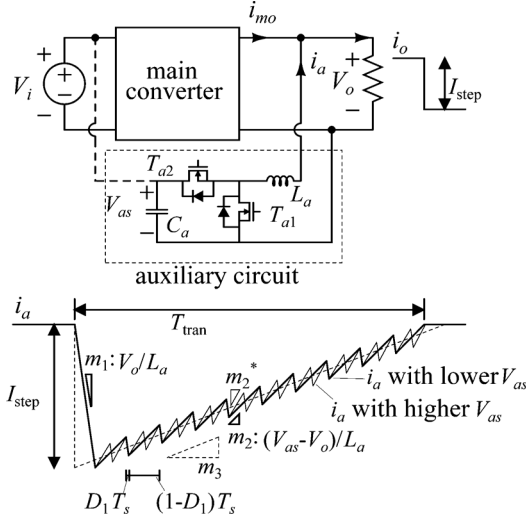 i_mo
i_o
i_a
main
converter
V_i
+
−
+
−
+
V_o
−
I_step
T_a2
L_a
V_as
+
−
C_a
T_a1
auxiliary circuit
i_a
T_tran
m_1: V_o/L_a
I_step
m_2*
i_a with lower V_as
i_a with higher V_as
m_2: (V_as-V_o)/L_a
m_3
D_1T_s (1-D_1)T_s